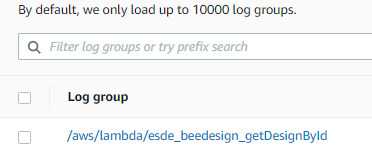 By default, we only load up to 10000 log groups.
Filter log groups or try prefix search
Log group
/aws/lambda/esde_beedesign_getDesignById